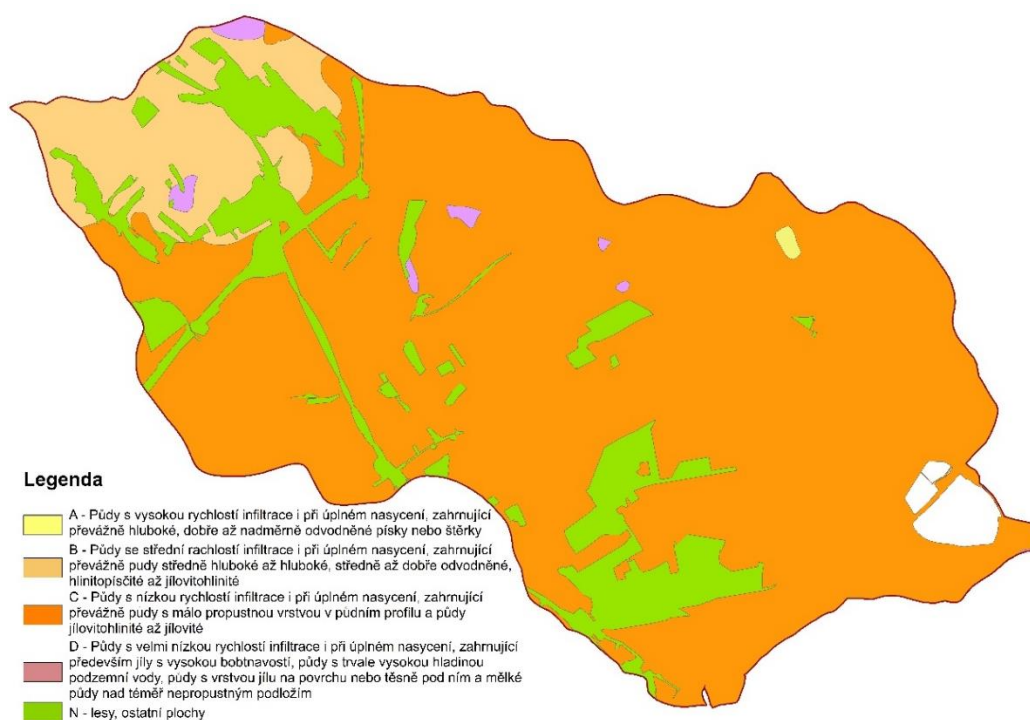 Legenda
A - Půdy s vysokou rychlostí infiltrace i při úplném nasycení, zahrnující
převážně hluboké, dobře až nadměrně odvodněné písky nebo štěrky
B - Půdy se střední rachlostí infiltrace i při úplném nasycení, zahrnující
převážně pudy středně hluboké až hluboké, středně až dobře odvodněné,
hlinitopísčité až jílovitohlinité
C - Půdy s nízkou rychlostí infiltrace i při úplném nasycení, zahrnující
převážně pudy s málo propustnou vrstvou v půdním profilu a půdy
jílovitohlinité až jílovité
D - Půdy s velmi nízkou rychlostí infiltrace i při úplném nasycení, zahrnující
především jíly s vysokou bobtnavostí, půdy s trvale vysokou hladinou
podzemní vody, půdy s vrstvou jílu na povrchu nebo těsně pod ním a mělké
půdy nad téměř nepropustným podložím
N - lesy, ostatní plochy